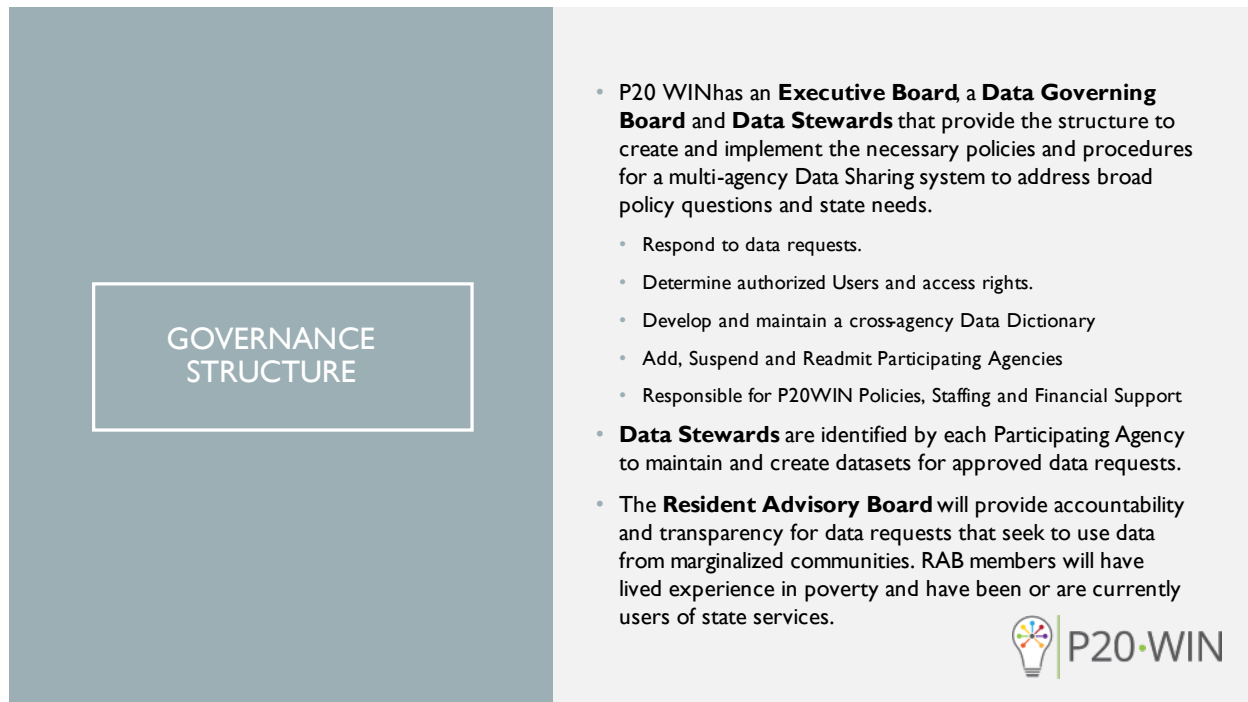 GOVERNANCE
STRUCTURE
• P20 WINhas an Executive Board, a Data Governing
Board and Data Stewards that provide the structure to
create and implement the necessary policies and procedures
for a multi-agency Data Sharing system to address broad
policy questions and state needs.
• Respond to data requests.
• Determine authorized Users and access rights.
• Develop and maintain a cross-agency Data Dictionary
• Add, Suspend and Readmit Participating Agencies
• Responsible for P20WIN Policies, Staffing and Financial Support
• Data Stewards are identified by each Participating Agency
to maintain and create datasets for approved data requests.
• The Resident Advisory Board will provide accountability
and transparency for data requests that seek to use data
from marginalized communities. RAB members will have
lived experience in poverty and have been or are currently
users of state services.
P20•WIN